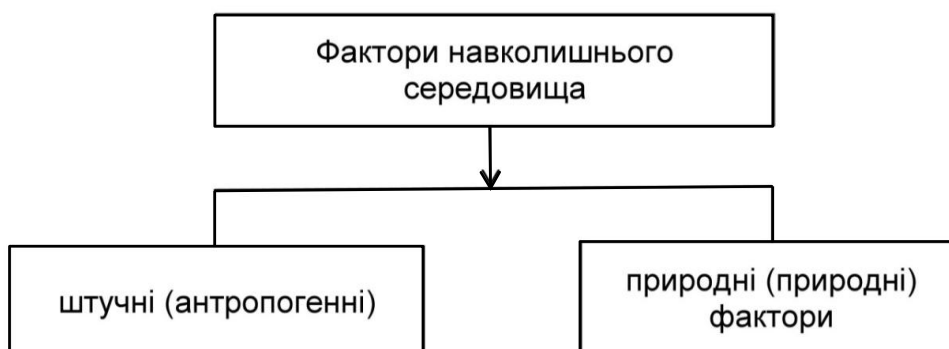 Фактори навколишнього
середовища
штучні (антропогенні)
природні (природні)
фактори